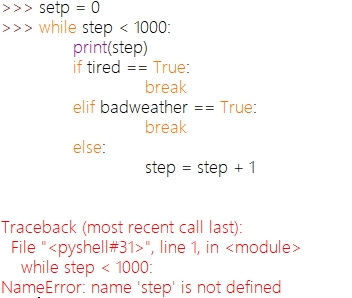 >>> setp = 0
>>> while step < 1000:
        print(step)
        if tired == True:
                break
        elif badweather == True:
                break
        else:
                step = step + 1

Traceback (most recent call last):
  File "<pyshell#31>", line 1, in <module>
    while step < 1000:
NameError: name 'step' is not defined